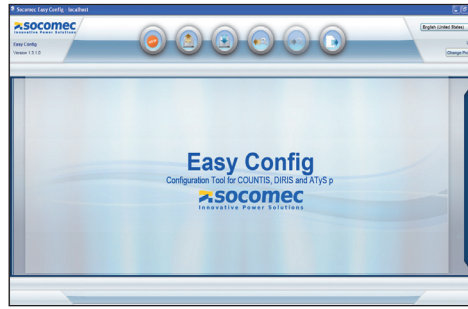 Socomec Easy Config - localhost
socomec
Innovative Power Solutions
English (United States)
Easy Config
Version 1.5.1.0
Change Pro
Easy Config
Configuration Tool for COUNTIS, DIRIS and ATyS p
socomec
Innovative Power Solutions